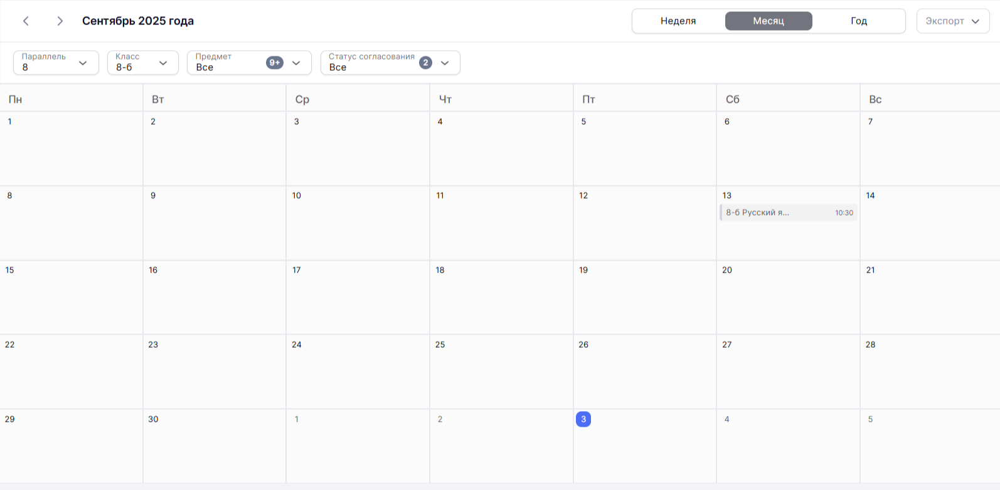 Сентябрь 2025 года
Неделя
Месяц
Год
Экспорт
Параллель
8
Класс
8-б
Предмет
Все
9+
Статус согласования
Все
2
Пн Вт Ср Чт Пт Сб Вс
1 2 3 4 5 6 7
8 9 10 11 12 13 14
8-б Русский я... 10:30
15 16 17 18 19 20 21
22 23 24 25 26 27 28
29 30 1 2 3 4 5